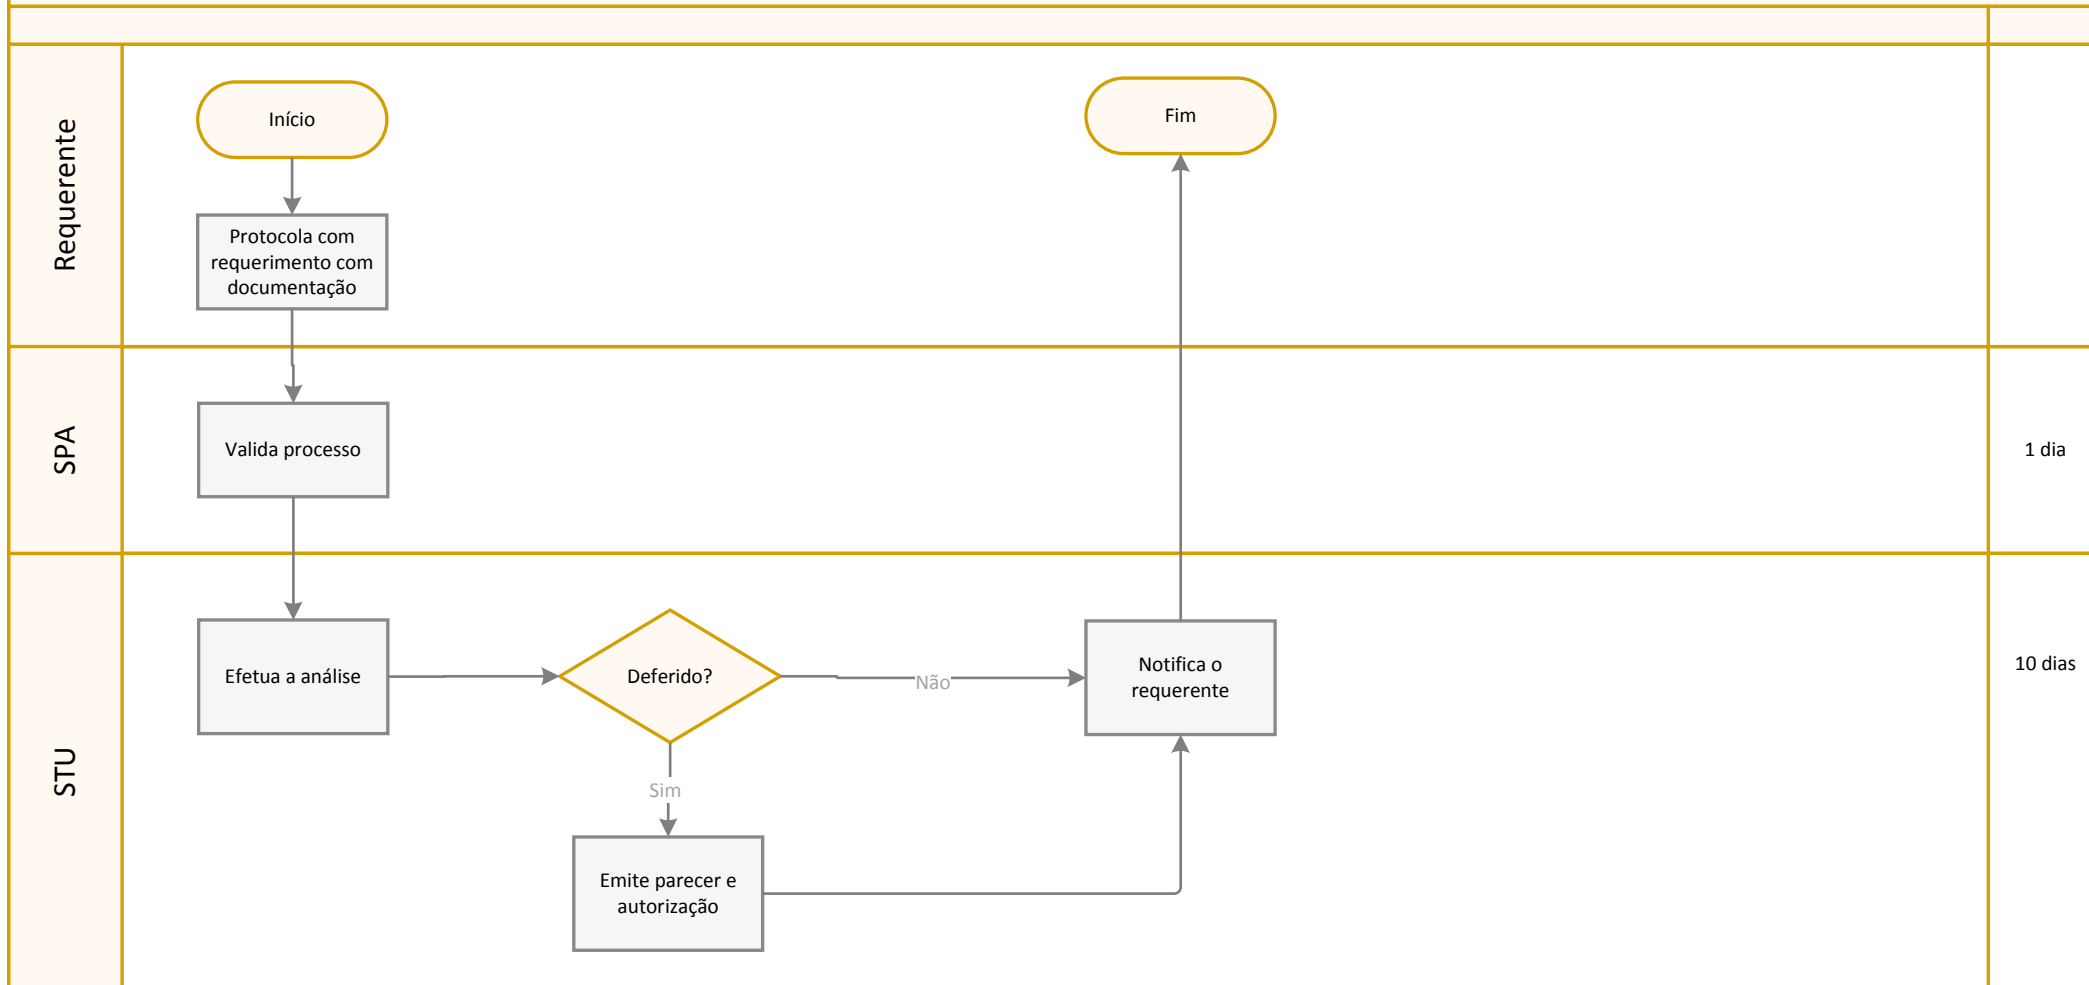 Requerente
Início
Fim
Protocola com
requerimento com
documentação
SPA
Valida processo
1 dia
STU
Efetua a análise
Deferido?
Não
Notifica o
requerente
10 dias
Sim
Emite parecer e
autorização